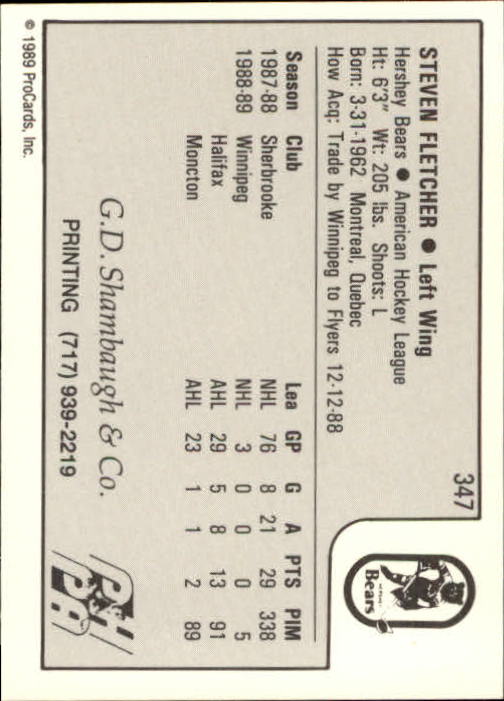 347
STEVEN FLETCHER ● Left Wing
Hershey Bears ● American Hockey League
Ht: 6'3" Wt: 205 lbs. Shoots: L
Born: 3-31-1962 Montreal, Quebec
How Acq: Trade by Winnipeg to Flyers 12-12-88
Bears
Season Club Lea GP G A PTS PIM
1987-88 Sherbrooke NHL 76 8 21 29 338
1988-89 Winnipeg NHL 3 0 0 0 5
Halifax AHL 29 5 8 13 91
Moncton AHL 23 1 1 2 89
G.D. Shambaugh & Co.
PRINTING (717) 939-2219
© 1989 ProCards, Inc.